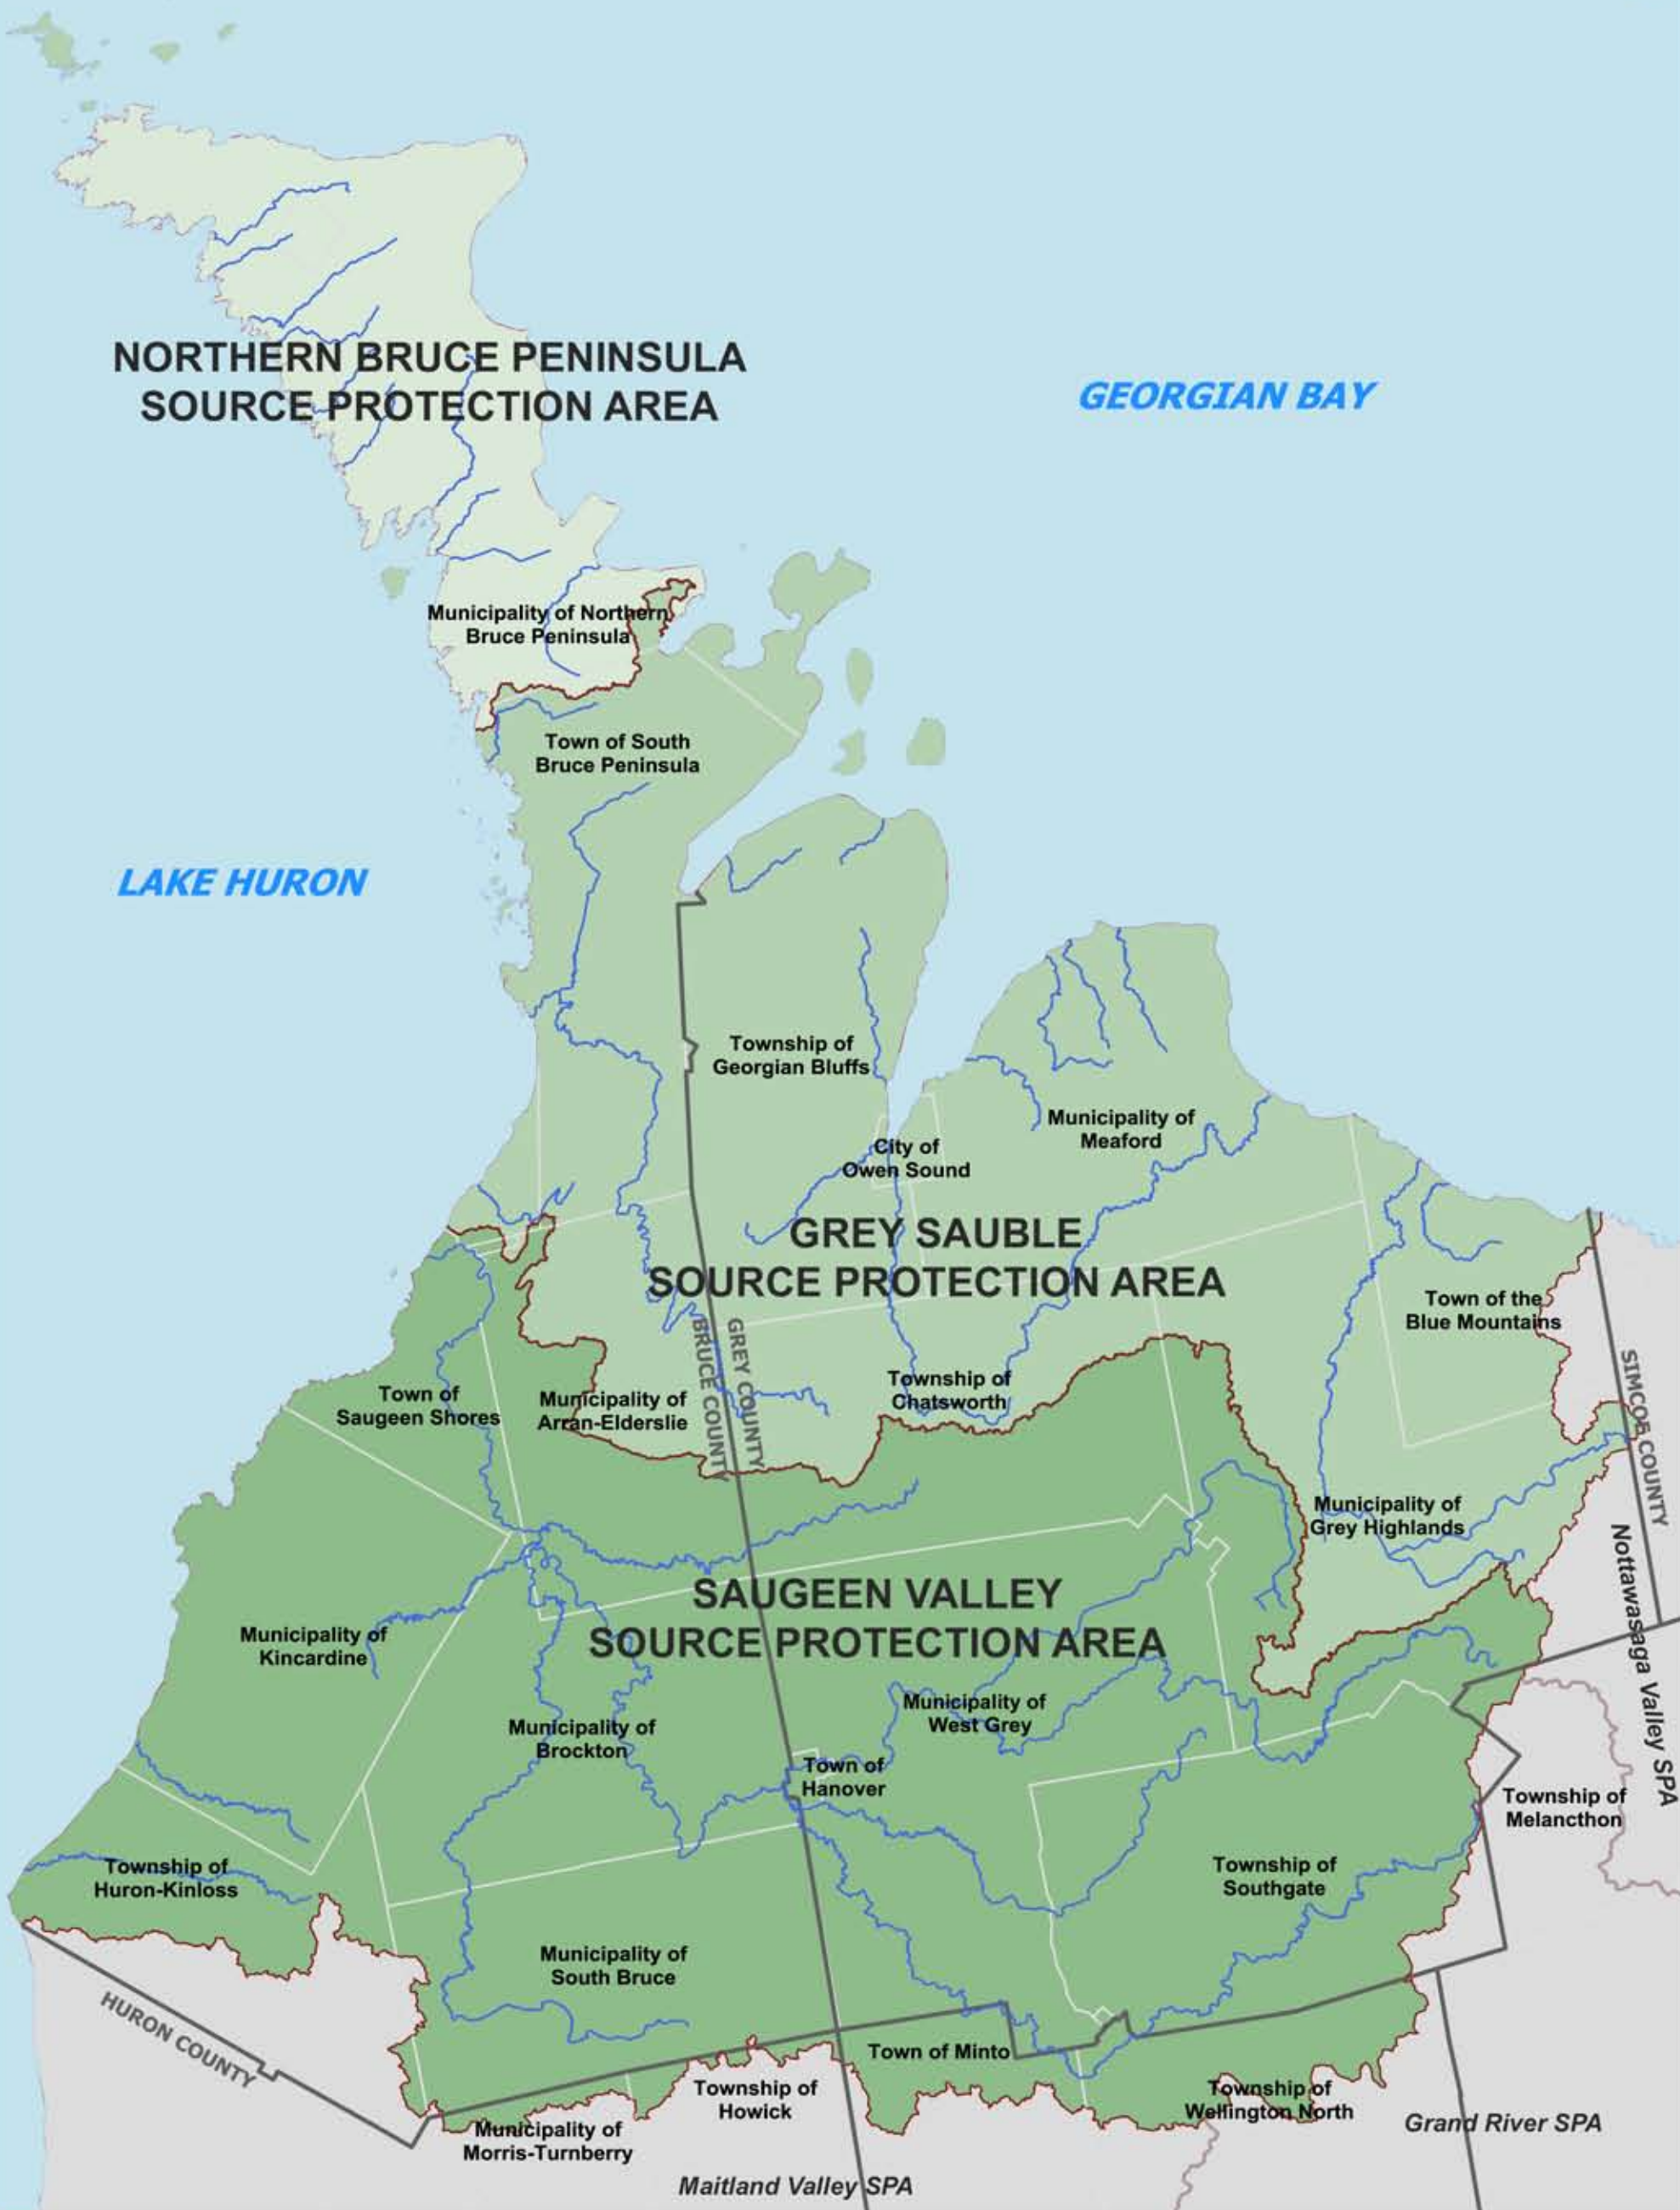 NORTHERN BRUCE PENINSULA
SOURCE PROTECTION AREA
GEORGIAN BAY
Municipality of Northern
Bruce Peninsula
Town of South
Bruce Peninsula
LAKE HURON
Township of
Georgian Bluffs
Municipality of
Meaford
City of
Owen Sound
GREY SAUBLE
SOURCE PROTECTION AREA
Town of the
Blue Mountains
BRUCE COUNTY
GREY COUNTY
SIMCOE COUNTY
Town of
Saugeen Shores
Municipality of
Arran-Elderslie
Township of
Chatsworth
Municipality of
Grey Highlands
Nottawasaga Valley SPA
SAUGEEN VALLEY
SOURCE PROTECTION AREA
Municipality of
Kincardine
Municipality of
Brockton
Municipality of
West Grey
Town of
Hanover
Township of
Melancthon
Township of
Huron-Kinloss
Township of
Southgate
Municipality of
South Bruce
HURON COUNTY
Town of Minto
Township of
Howick
Township of
Wellington North
Municipality of
Morris-Turnberry
Grand River SPA
Maitland Valley SPA